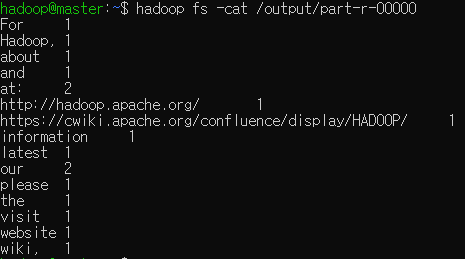 hadoop@master:~$ hadoop fs -cat /output/part-r-00000
For 1
Hadoop, 1
about 1
and 1
at: 2
http://hadoop.apache.org/ 1
https://cwiki.apache.org/confluence/display/HADOOP/ 1
information 1
latest 1
our 2
please 1
the 1
visit 1
website 1
wiki, 1